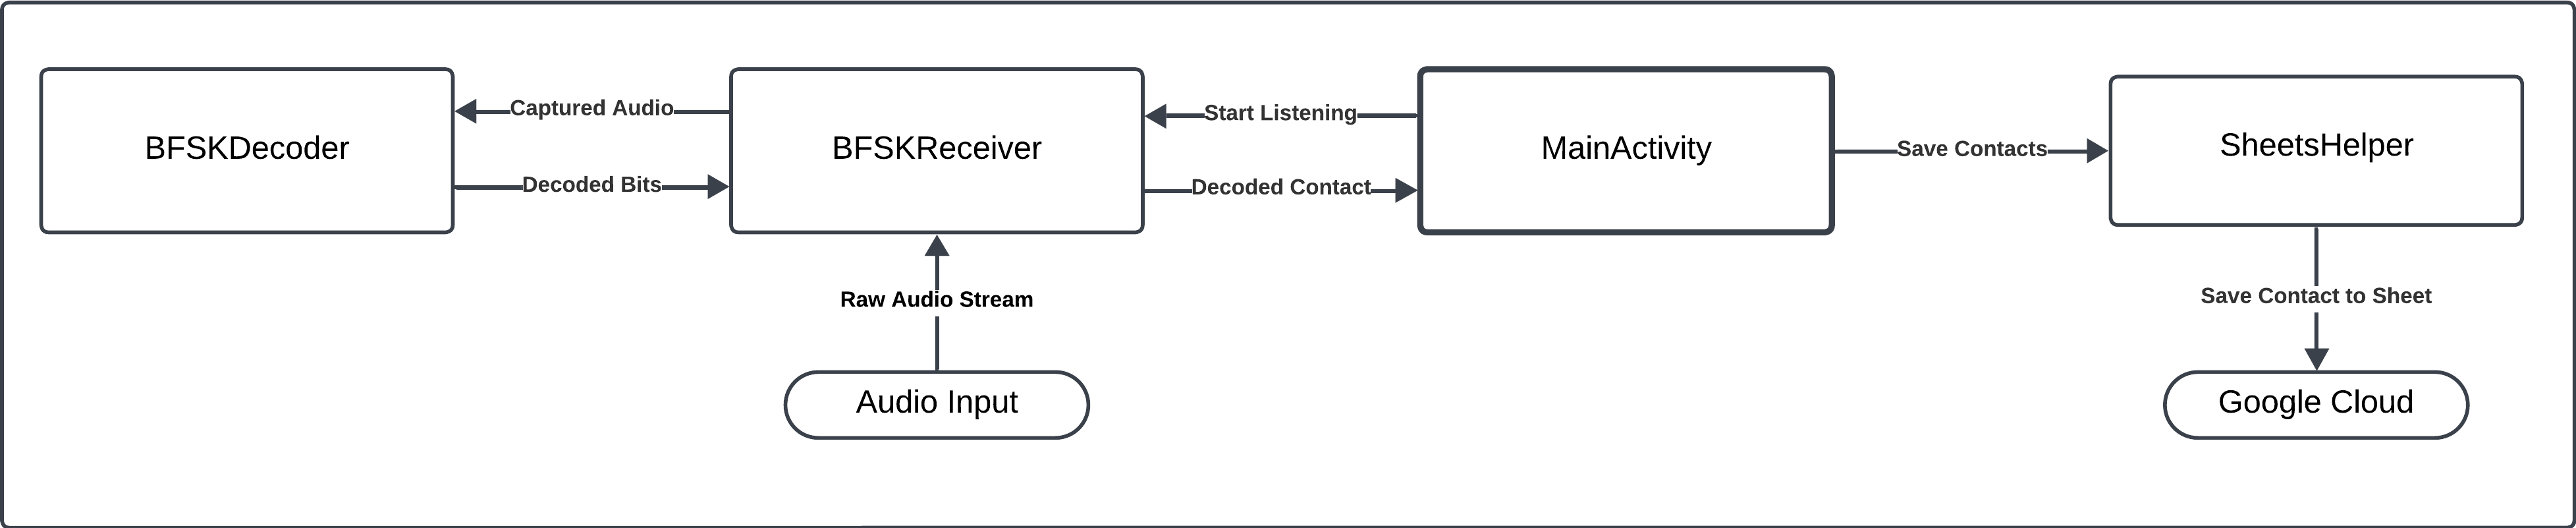 BFSKDecoder
Captured Audio
Decoded Bits
BFSKReceiver
Start Listening
Decoded Contact
MainActivity
Save Contacts
SheetsHelper
Raw Audio Stream
Save Contact to Sheet
Audio Input
Google Cloud